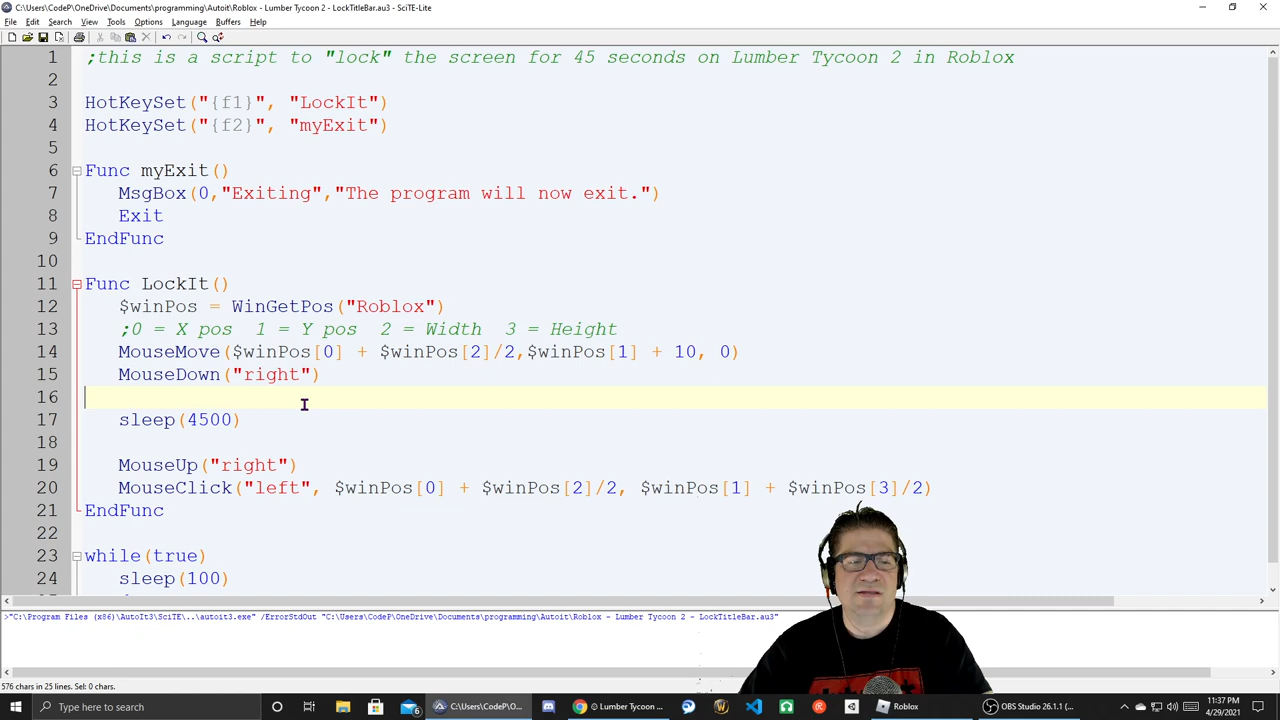 C:\Users\CodeP\OneDrive\Documents\programming\Autoit\Roblox - Lumber Tycoon 2 - LockTitleBar.au3 - SciTE-Lite
File Edit Search View Tools Options Language Buffers Help
1 ;this is a script to "lock" the screen for 45 seconds on Lumber Tycoon 2 in Roblox
2
3 HotKeySet("{f1}", "LockIt")
4 HotKeySet("{f2}", "myExit")
5
6 Func myExit()
7 MsgBox(0,"Exiting","The program will now exit.")
8 Exit
9 EndFunc
10
11 Func LockIt()
12 $winPos = WinGetPos("Roblox")
13 ;0 = X pos 1 = Y pos 2 = Width 3 = Height
14 MouseMove($winPos[0] + $winPos[2]/2,$winPos[1] + 10, 0)
15 MouseDown("right")
16
17 sleep(4500)
18
19 MouseUp("right")
20 MouseClick("left", $winPos[0] + $winPos[2]/2, $winPos[1] + $winPos[3]/2)
21 EndFunc
22
23 while(true)
24 sleep(100)
>"C:\Program Files (x86)\AutoIt3\SciTE\..\autoit3.exe" /ErrorStdOut "C:\Users\CodeP\OneDrive\Documents\programming\Autoit\Roblox - Lumber Tycoon 2 - LockTitleBar.au3"
576 chars in 25 lines. Sel: 0 chars.
Type here to search
6
C:\Users\CodeP\One...
Lumber Tycoon ...
Roblox
OBS Studio 26.1.1 (...
11:37 PM
4/29/2021